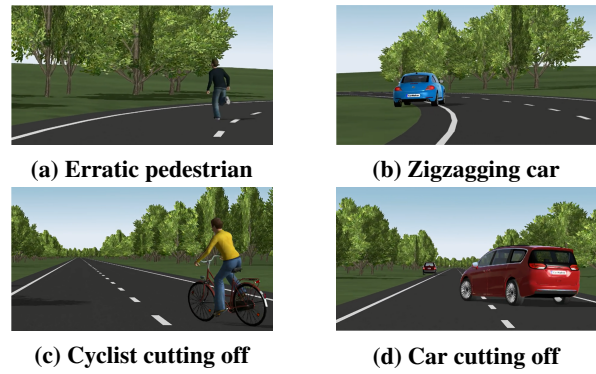 (a) Erratic pedestrian
(b) Zigzagging car
(c) Cyclist cutting off
(d) Car cutting off